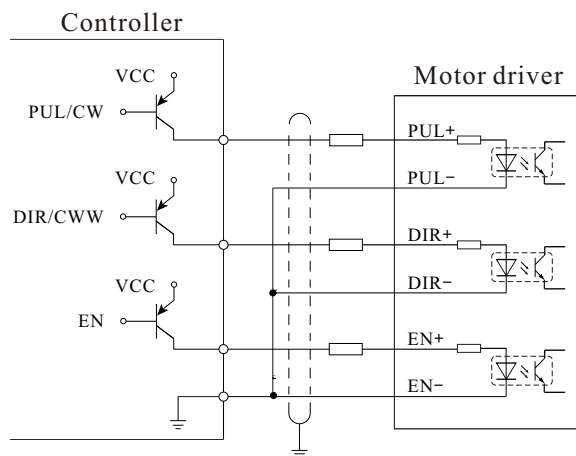 Controller
Motor driver
VCC
PUL/CW
PUL+
PUL−
VCC
DIR/CWW
DIR+
DIR−
VCC
EN
EN+
EN−